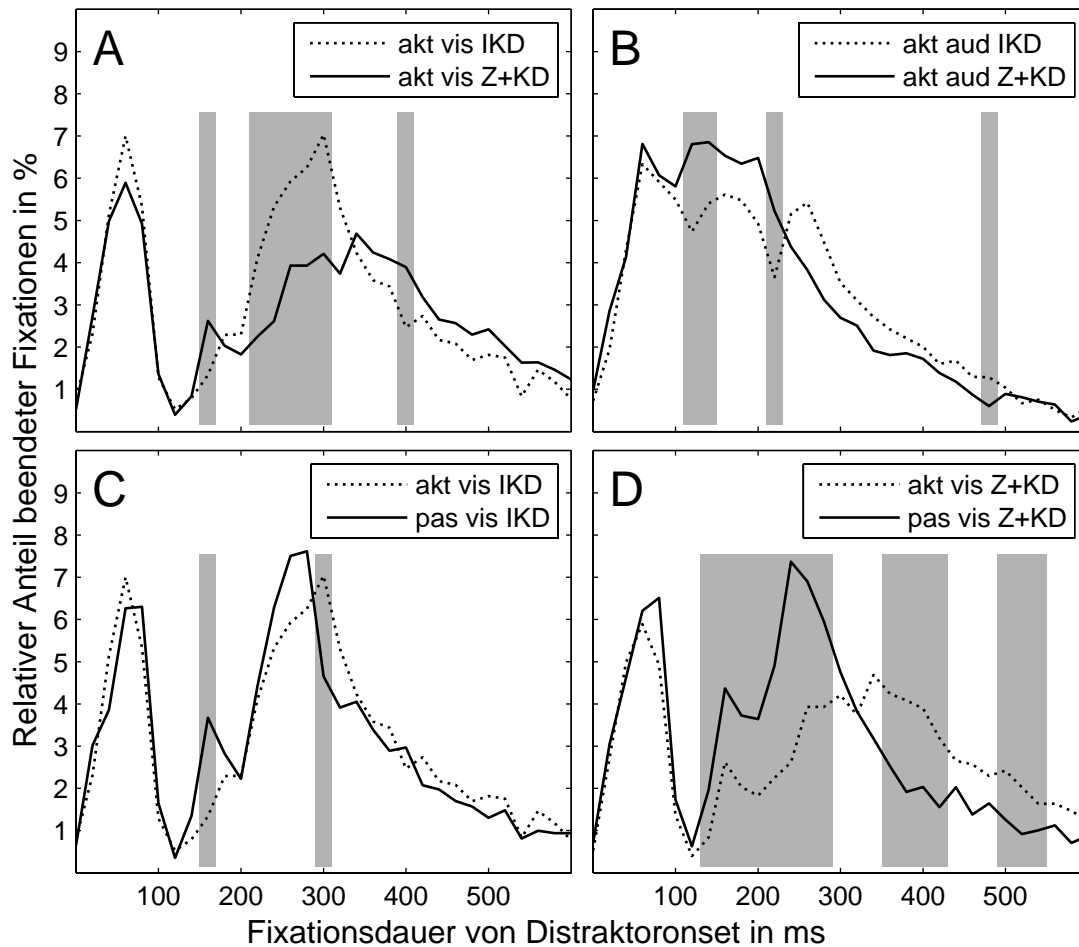 A
akt vis IKD
akt vis Z+KD
B
akt aud IKD
akt aud Z+KD
9
8
7
6
5
4
3
2
1
C
akt vis IKD
pas vis IKD
D
akt vis Z+KD
pas vis Z+KD
9
8
7
6
5
4
3
2
1
100 200 300 400 500
100 200 300 400 500
Relativer Anteil beendeter Fixationen in %
Fixationsdauer von Distraktoronset in ms